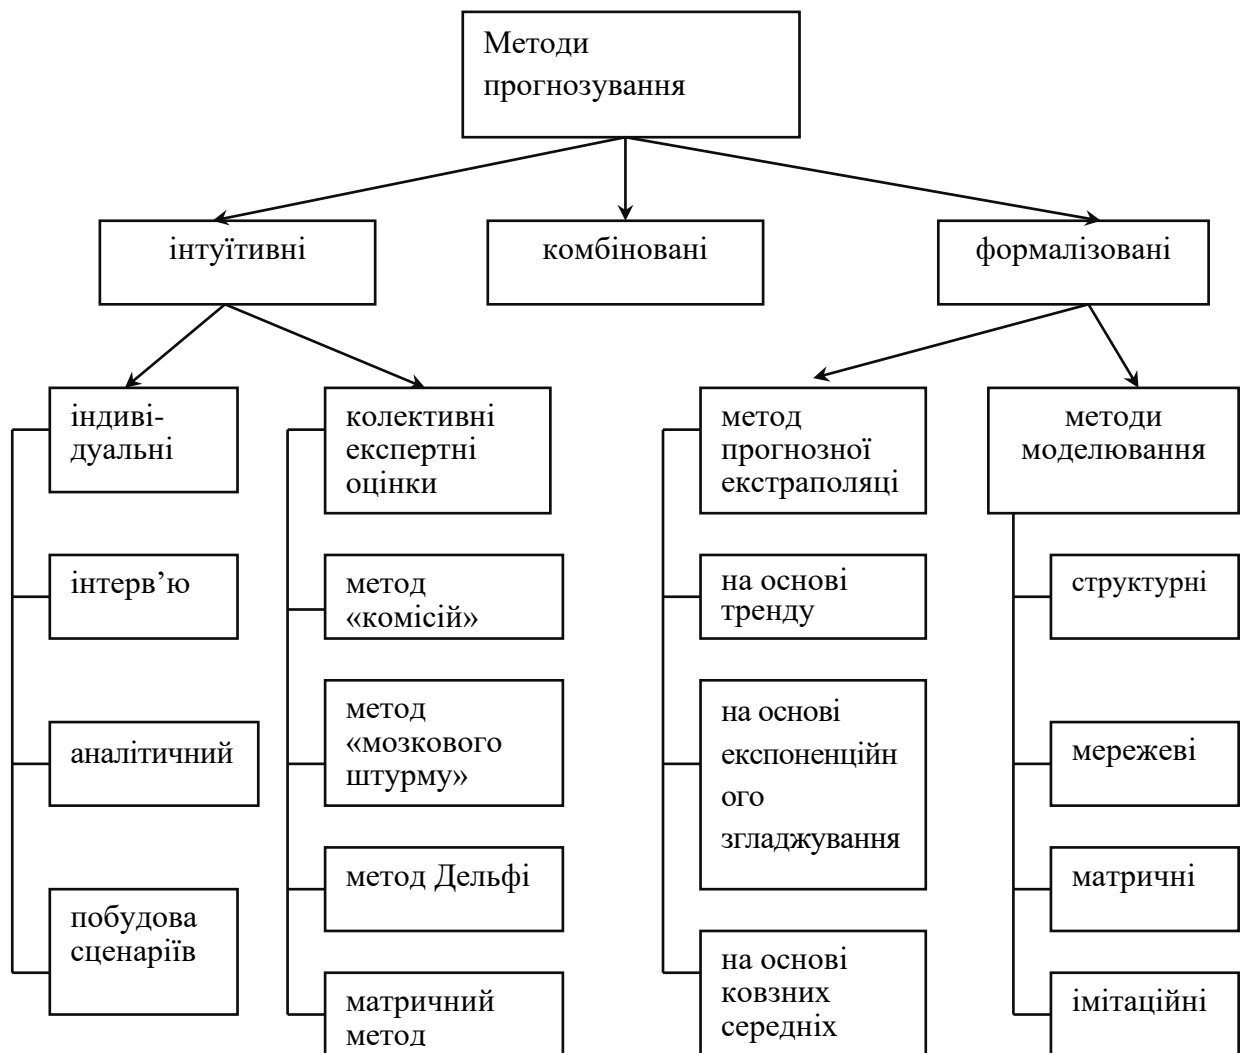 Методи
прогнозування
інтуїтивні
комбіновані
формалізовані
індиві-
дуальні
колективні
експертні
оцінки
метод
прогнозної
екстраполяці
методи
моделювання
інтерв’ю
метод
«комісій»
на основі
тренду
структурні
аналітичний
метод
«мозкового
штурму»
на основі
експоненційн
ого
згладжування
мережеві
побудова
сценаріїв
метод Дельфі
матричні
матричний
метод
на основі
ковзних
середніх
імітаційні